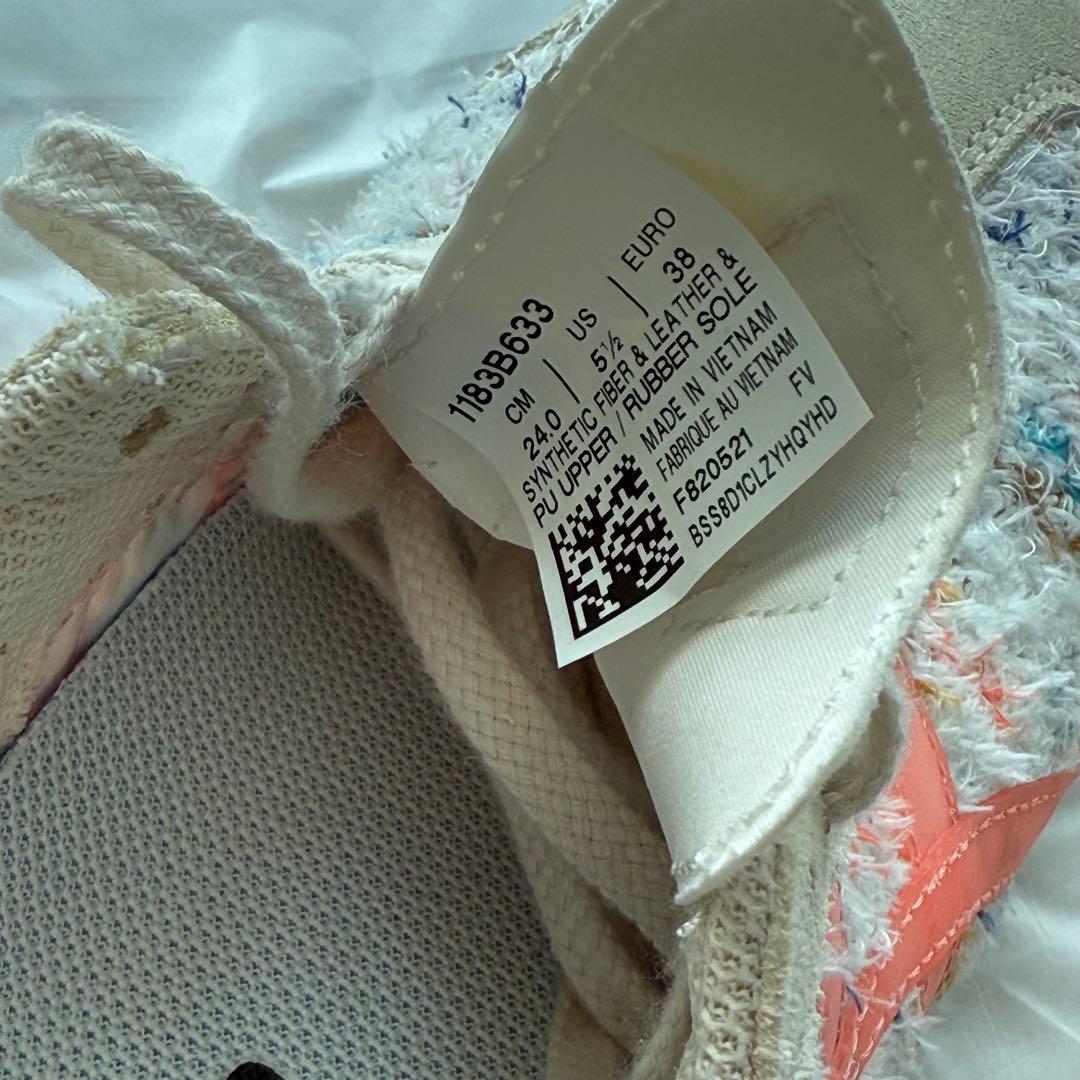 1183B633
CM | US | EURO
24.0 5½ 38
SYNTHETIC FIBER & LEATHER &
PU UPPER / RUBBER SOLE
MADE IN VIETNAM
FABRIQUE AU VIETNAM
F820521 FV
BSS8D1CLZYHQYHD